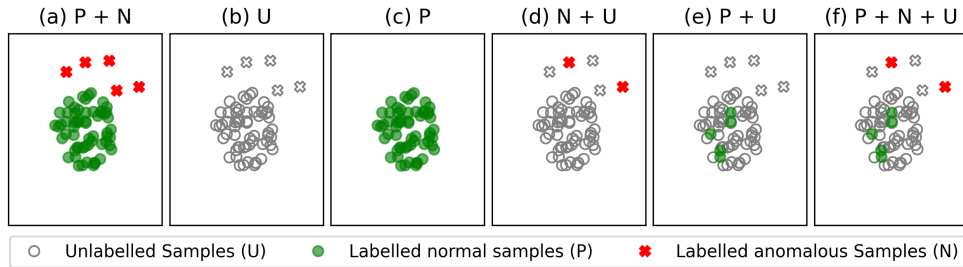 (a) P + N
(b) U
(c) P
(d) N + U
(e) P + U
(f) P + N + U
Unlabelled Samples (U)
Labelled normal samples (P)
Labelled anomalous Samples (N)